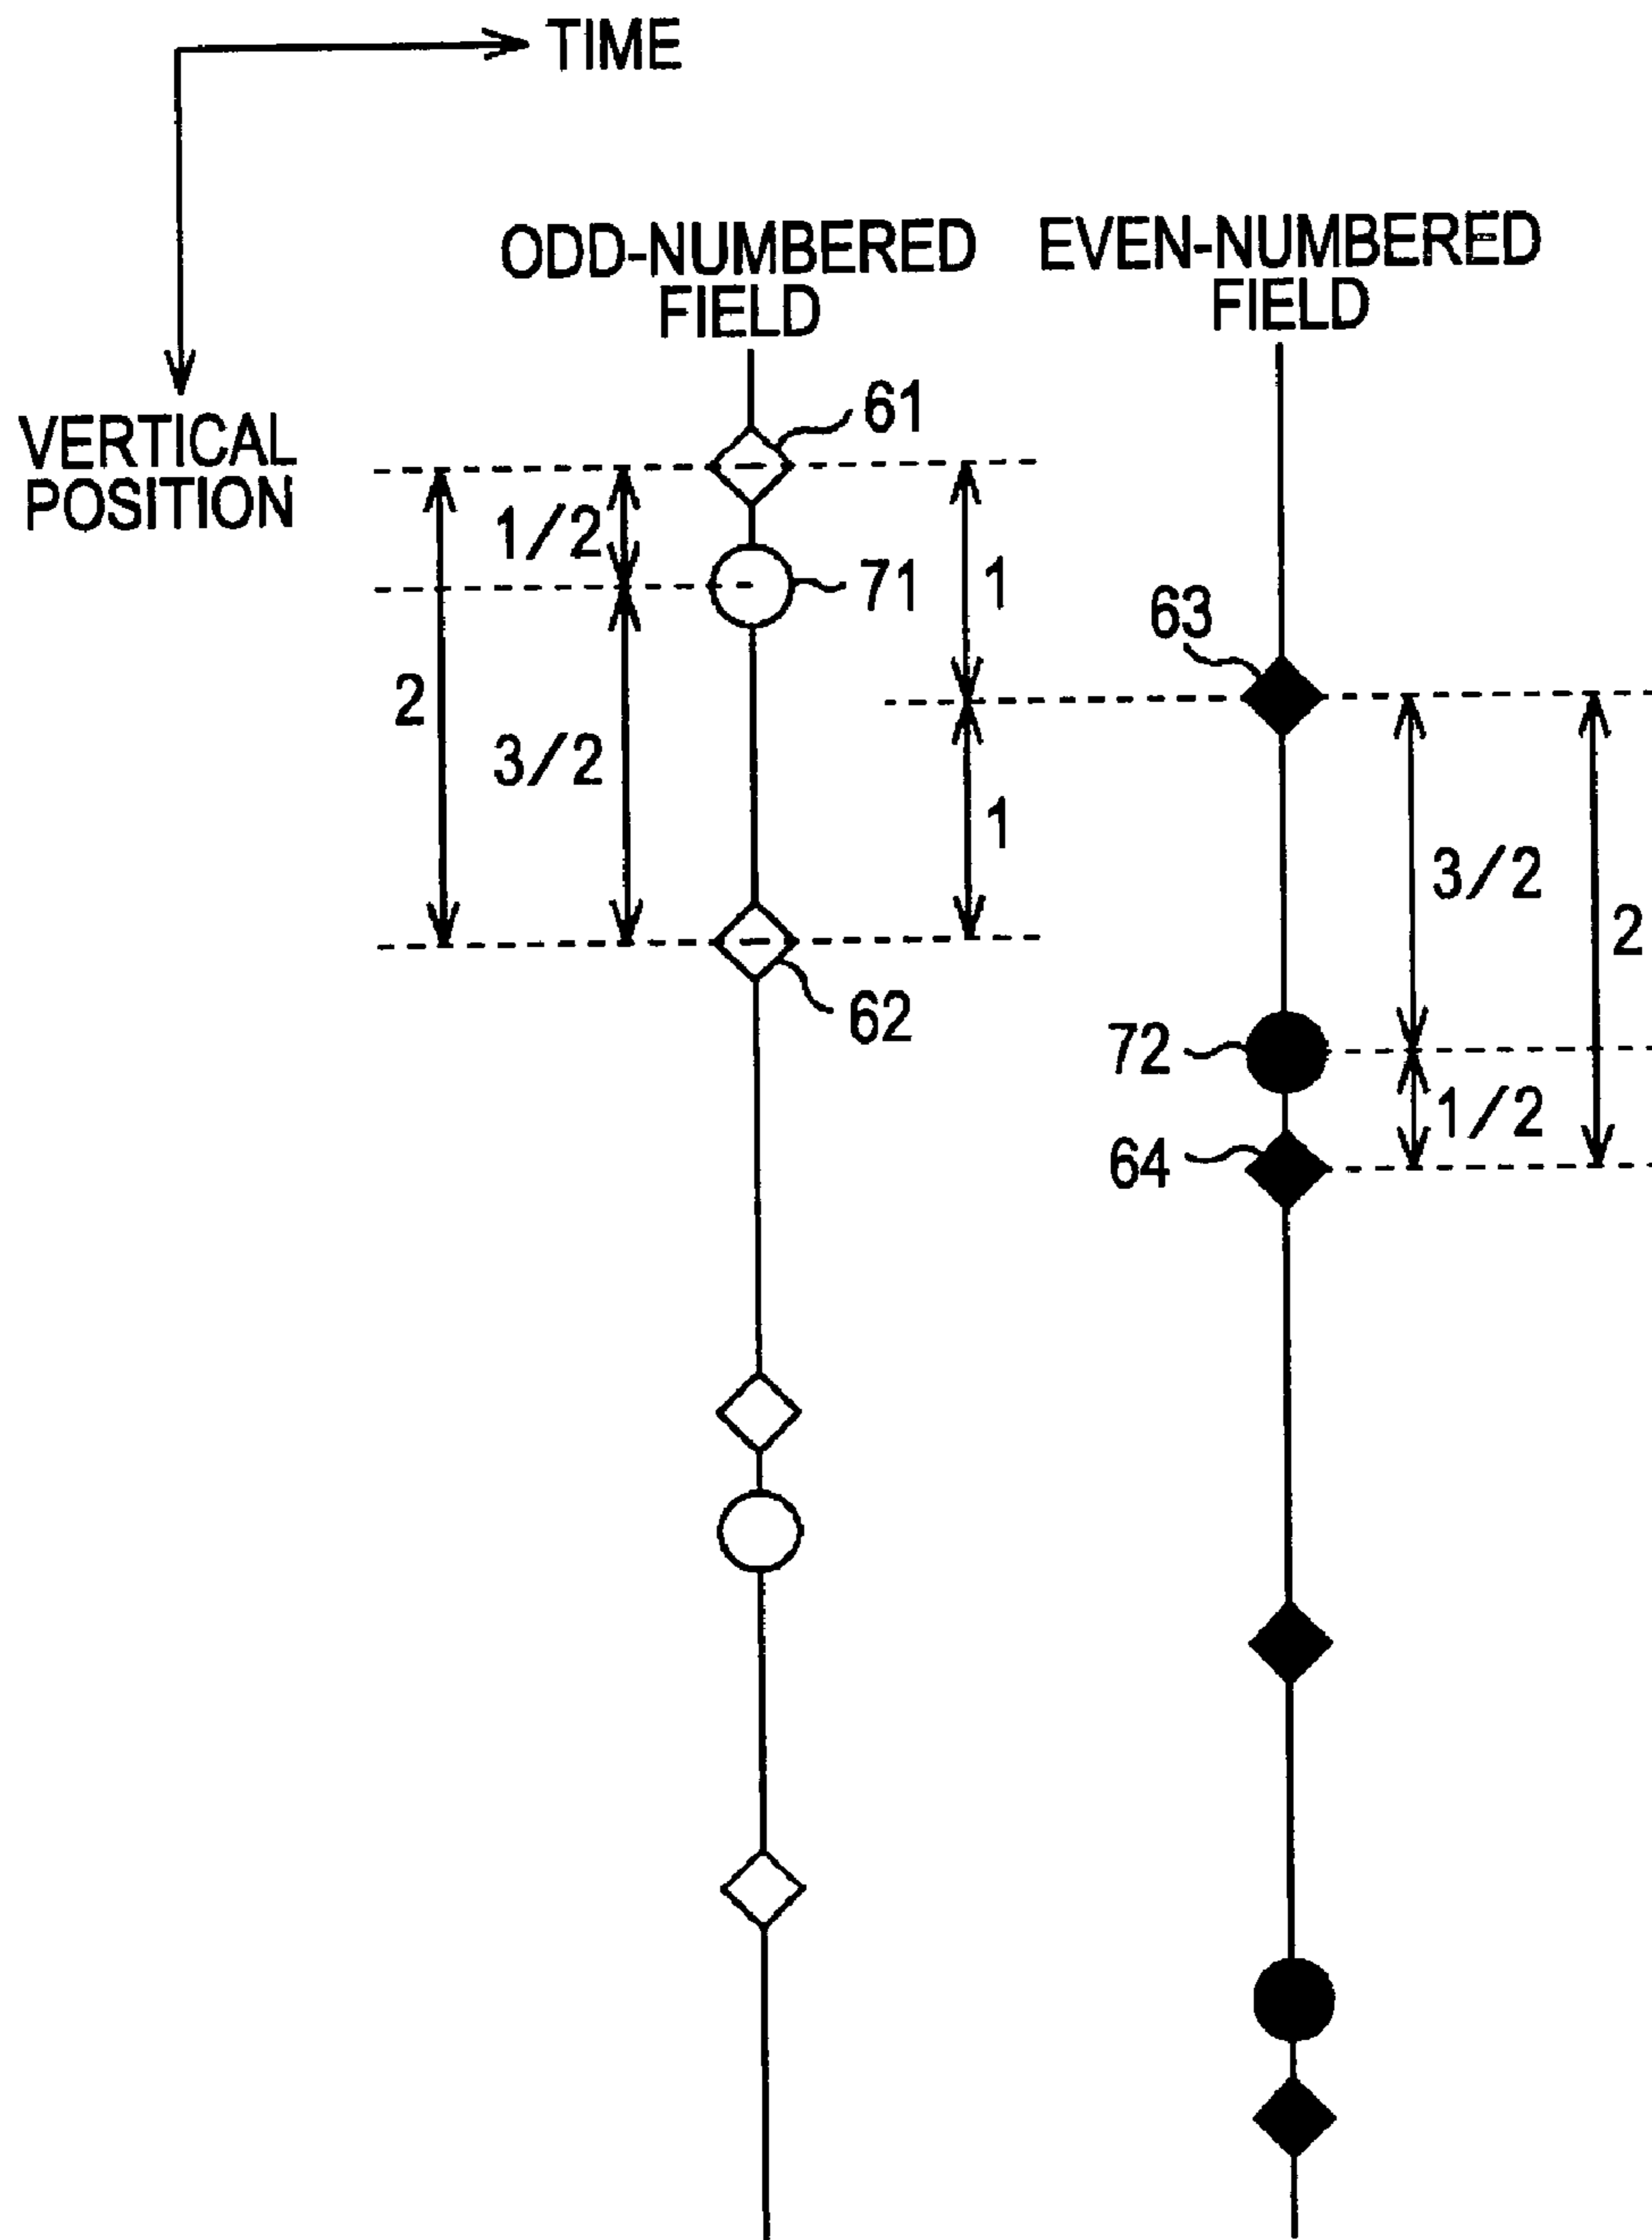 TIME
VERTICAL
POSITION
ODD-NUMBERED
FIELD
EVEN-NUMBERED
FIELD
61
1/2
71
1
63
2
3/2
1
3/2
2
62
72
1/2
64